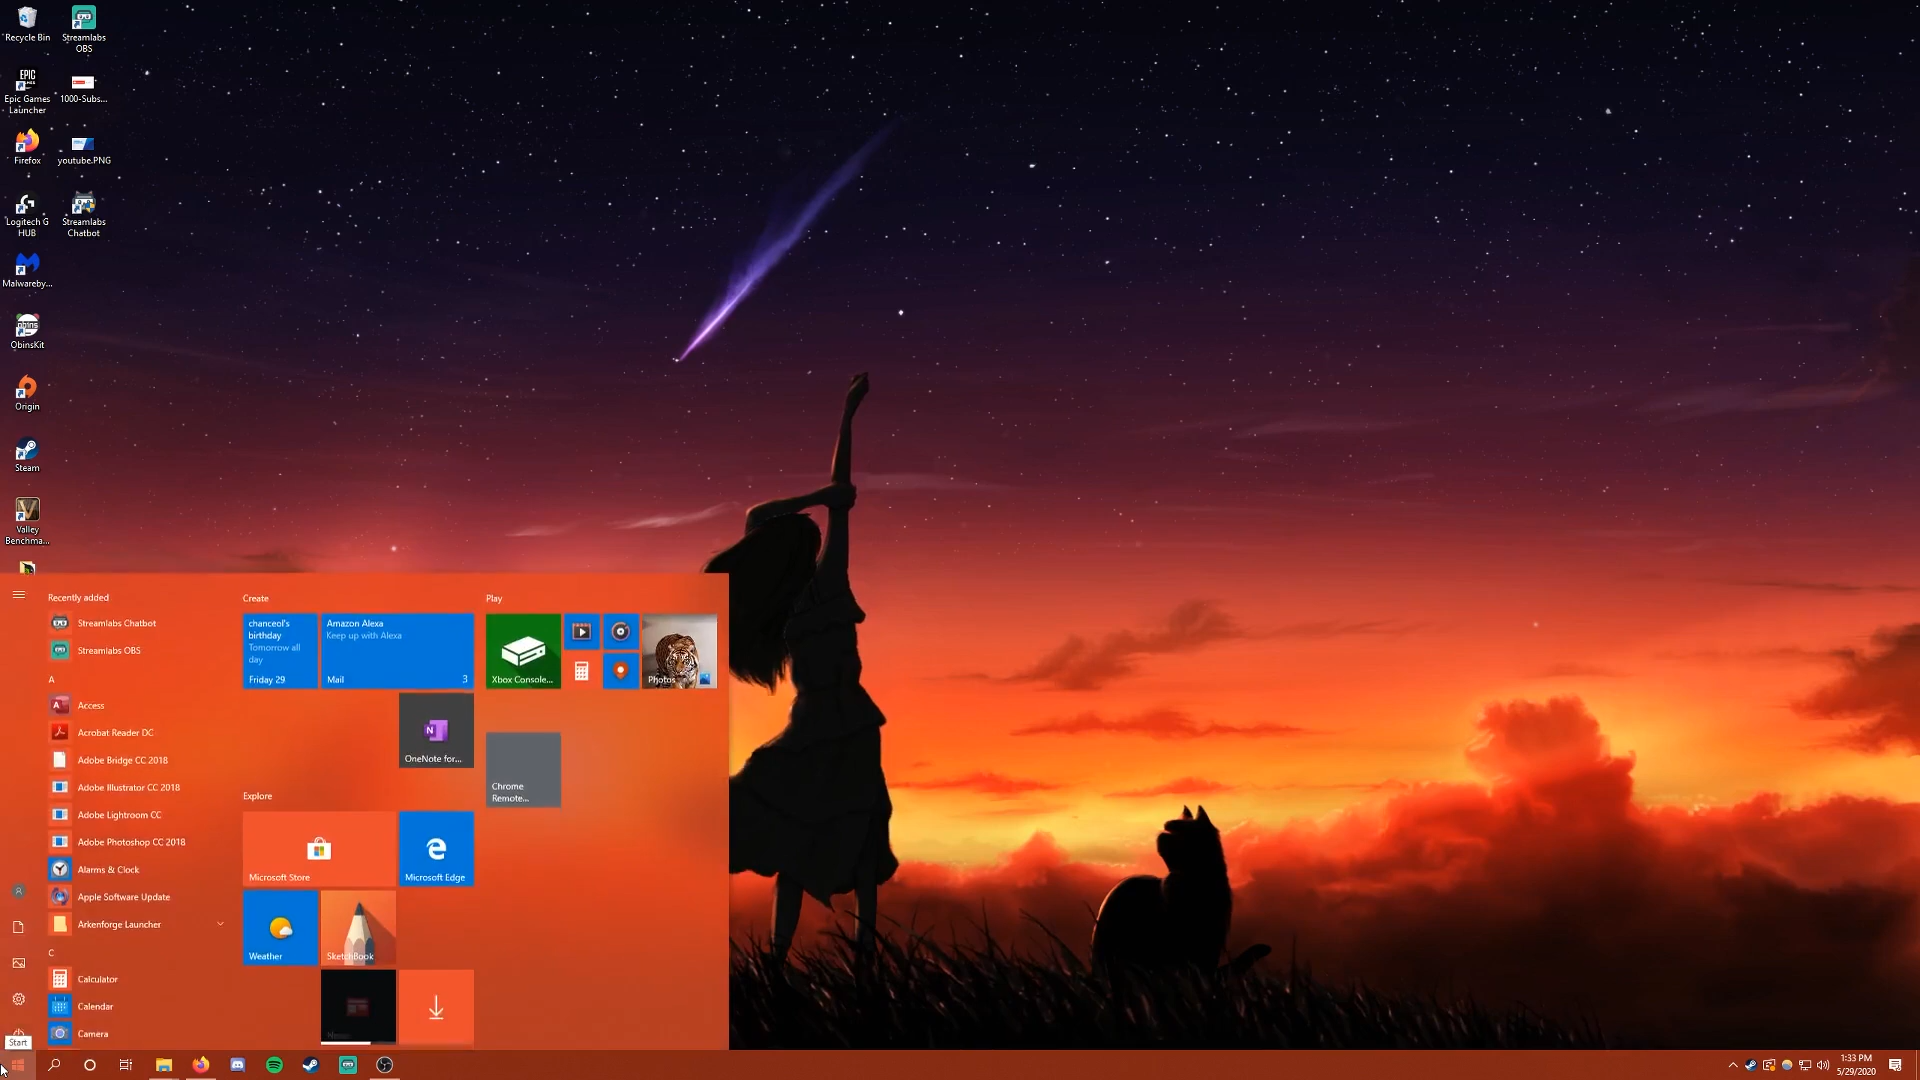 Recycle Bin
Streamlabs
OBS
EPIC
Epic Games
Launcher
1000-Subs...
Firefox
youtube.PNG
Logitech G
HUB
Streamlabs
Chatbot
Malwareby...
obins
ObinsKit
Origin
Steam
Valley
Benchma...
Recently added
Streamlabs Chatbot
Streamlabs OBS
A
Access
Acrobat Reader DC
Adobe Bridge CC 2018
Adobe Illustrator CC 2018
Adobe Lightroom CC
Adobe Photoshop CC 2018
Alarms & Clock
Apple Software Update
Arkenforge Launcher
C
Calculator
Calendar
Camera
Create
chanceol's
birthday
Tomorrow all
day
Friday 29
Amazon Alexa
Keep up with Alexa
Mail 3
OneNote for...
Explore
Microsoft Store
Microsoft Edge
Weather
SketchBook
Play
Xbox Console...
Photos
Chrome
Remote...
Start
1:33 PM
5/29/2020